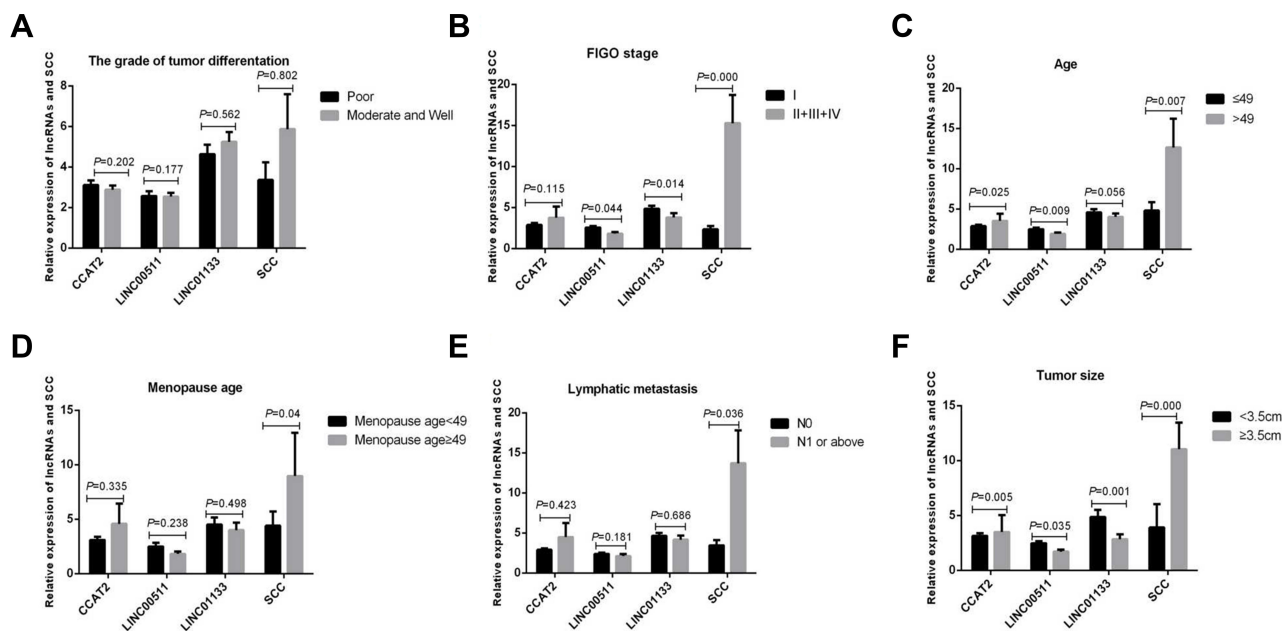 A
The grade of tumor differentation
Relative expression of lncRNAs and SCC
8
6
4
2
0
P=0.202
P=0.177
P=0.562
P=0.802
Poor
Moderate and Well
CCAT2
LINC00511
LINC01133
SCC
B
FIGO stage
Relative expression of lncRNAs and SCC
20
15
10
5
0
P=0.115
P=0.044
P=0.014
P=0.000
I
II+III+IV
CCAT2
LINC00511
LINC01133
SCC
C
Age
Relative expression of lncRNAs and SCC
20
15
10
5
0
P=0.025
P=0.009
P=0.056
P=0.007
≤49
>49
CCAT2
LINC00511
LINC01133
SCC
D
Menopause age
Relative expression of lncRNAs and SCC
15
10
5
0
P=0.335
P=0.238
P=0.498
P=0.04
Menopause age<49
Menopause age≥49
CCAT2
LINC00511
LINC01133
SCC
E
Lymphatic metastasis
Relative expression of lncRNAs and SCC
20
15
10
5
0
P=0.423
P=0.181
P=0.686
P=0.036
N0
N1 or above
CCAT2
LINC00511
LINC01133
SCC
F
Tumor size
Relative expression of lncRNAs and SCC
15
10
5
0
P=0.005
P=0.035
P=0.001
P=0.000
<3.5cm
≥3.5cm
CCAT2
LINC00511
LINC01133
SCC